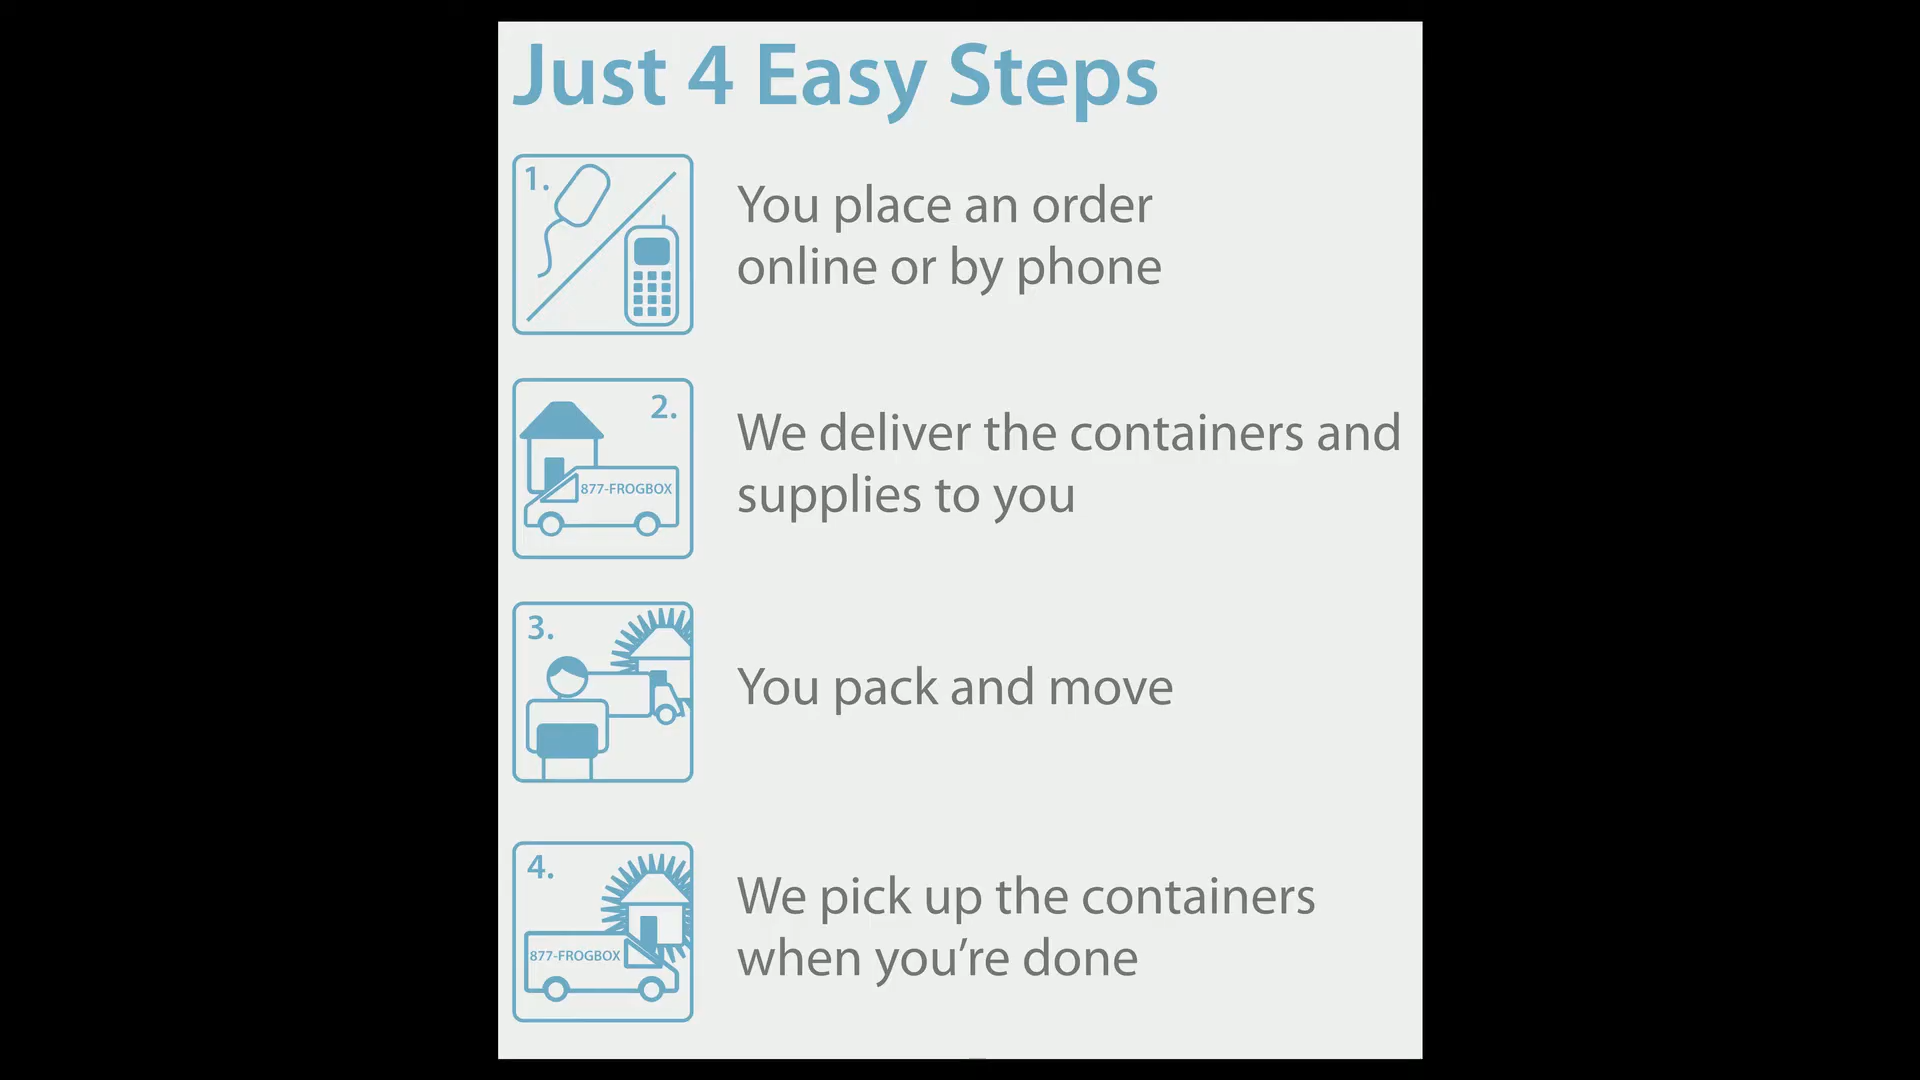 Just 4 Easy Steps
1.
You place an order
online or by phone
2.
877-FROGBOX
We deliver the containers and
supplies to you
3.
You pack and move
4.
877-FROGBOX
We pick up the containers
when you’re done